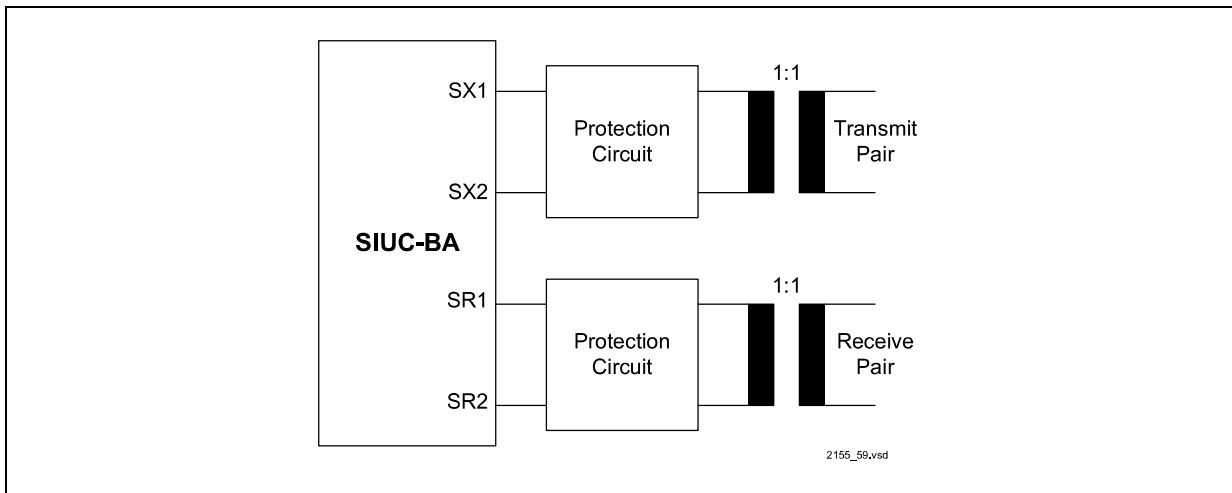 SX1
SX2
SIUC-BA
SR1
SR2
Protection
Circuit
1:1
Transmit
Pair
Protection
Circuit
1:1
Receive
Pair
2155_59.vsd